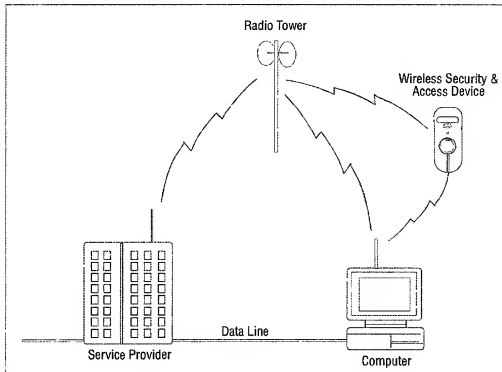 Radio Tower
Wireless Security &
Access Device
Data Line
Service Provider
Computer